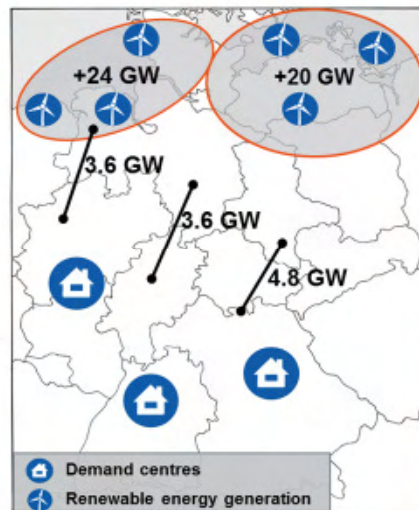 +24 GW
+20 GW
3.6 GW
3.6 GW
4.8 GW
Demand centres
Renewable energy generation